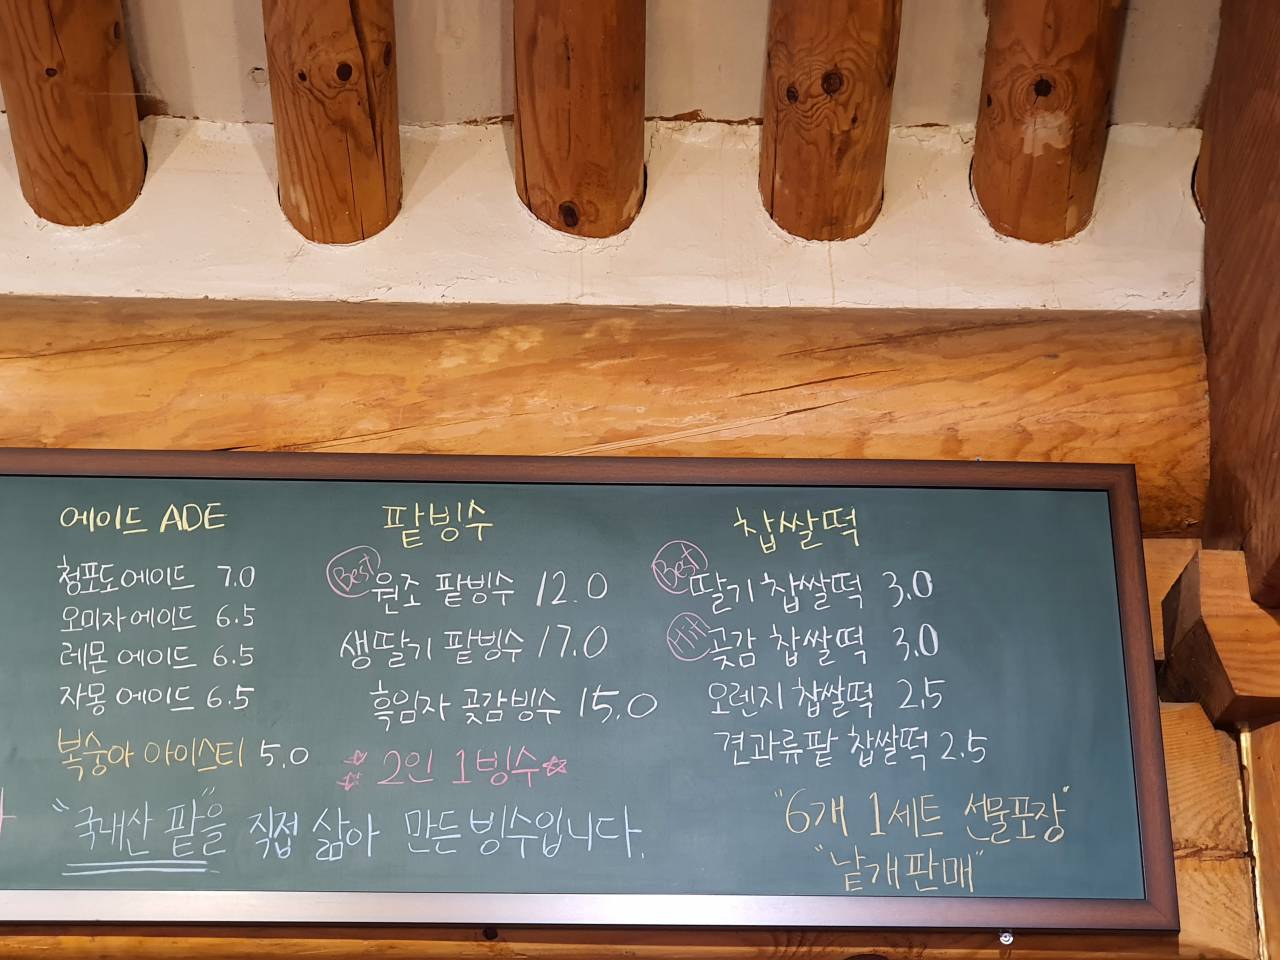 에이드 ADE
청포도에이드 7.0
오미자에이드 6.5
레몬에이드 6.5
자몽에이드 6.5
복숭아 아이스티 5.0
팥빙수
Best 원조 팥빙수 12.0
생딸기 팥빙수 17.0
흑임자 곶감빙수 15.0
2인 1빙수
"국내산 팥"을 직접 삶아 만든빙수입니다.
찹쌀떡
Best 딸기찹쌀떡 3.0
Hit 곶감 찹쌀떡 3.0
오렌지 찹쌀떡 2.5
견과류팥 찹쌀떡 2.5
"6개 1세트 선물포장"
"낱개판매"